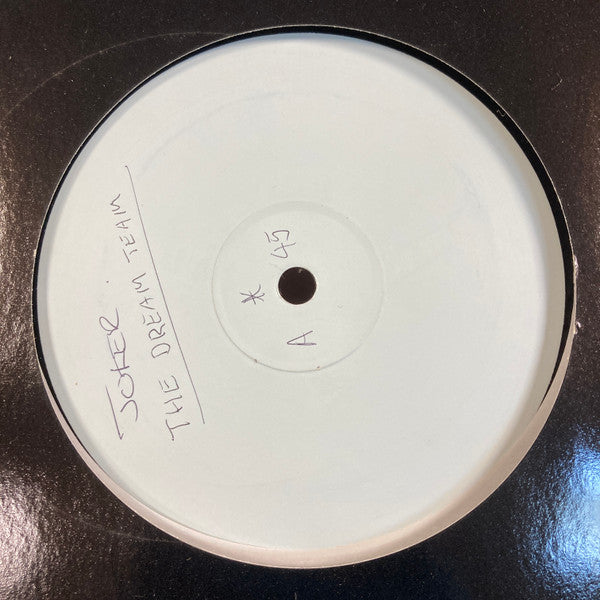 JOKER.
THE DREAM TEAM
* 45
A